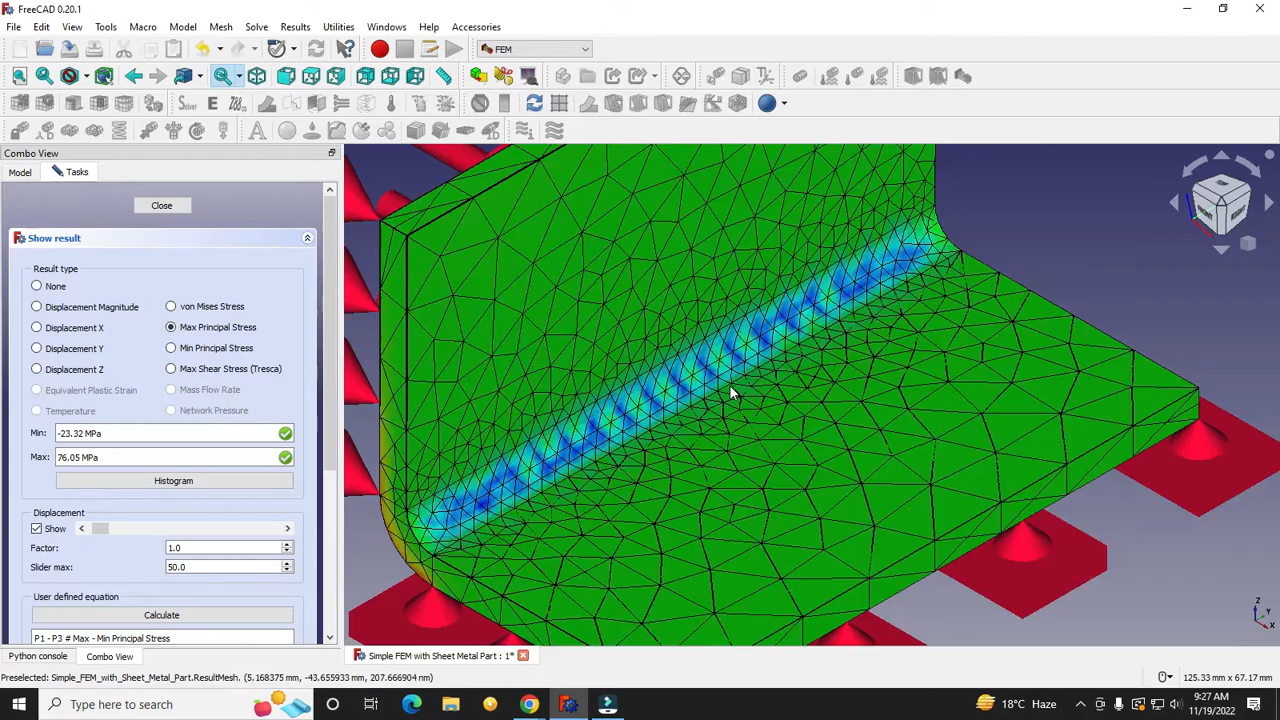 FreeCAD 0.20.1
File Edit View Tools Macro Model Mesh Solve Results Utilities Windows Help Accessories
FEM
Combo View
Model Tasks
Close
Show result
Result type
None
Displacement Magnitude von Mises Stress
Displacement X Max Principal Stress
Displacement Y Min Principal Stress
Displacement Z Max Shear Stress (Tresca)
Equivalent Plastic Strain Mass Flow Rate
Temperature Network Pressure
Min: -23.32 MPa
Max: 76.05 MPa
Histogram
Displacement
Show
Factor: 1.0
Slider max: 50.0
User defined equation
Calculate
P1 - P3 # Max - Min Principal Stress
Z
Y
X
Python console Combo View Simple FEM with Sheet Metal Part : 1*
Preselected: Simple_FEM_with_Sheet_Metal_Part.ResultMesh. (5.168375 mm, -43.655933 mm, 207.666904 mm) 125.33 mm x 67.17 mm
Type here to search 18°C Haze 9:27 AM
11/19/2022